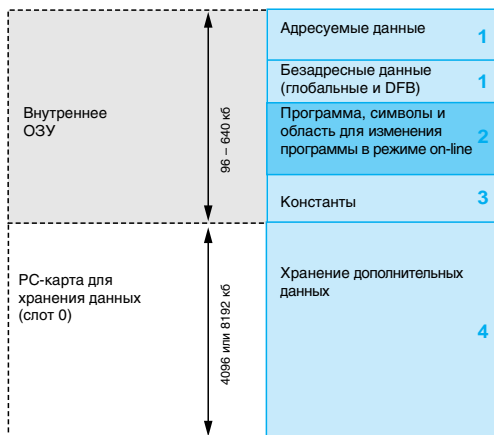 Внутреннее
ОЗУ
96 – 640 кб
Адресуемые данные
1
Безадресные данные
(глобальные и DFB)
1
Программа, символы и
область для изменения
программы в режиме on-line
2
Константы
3
PC-карта для
хранения данных
(слот 0)
4096 или 8192 кб
Хранение дополнительных
данных
4